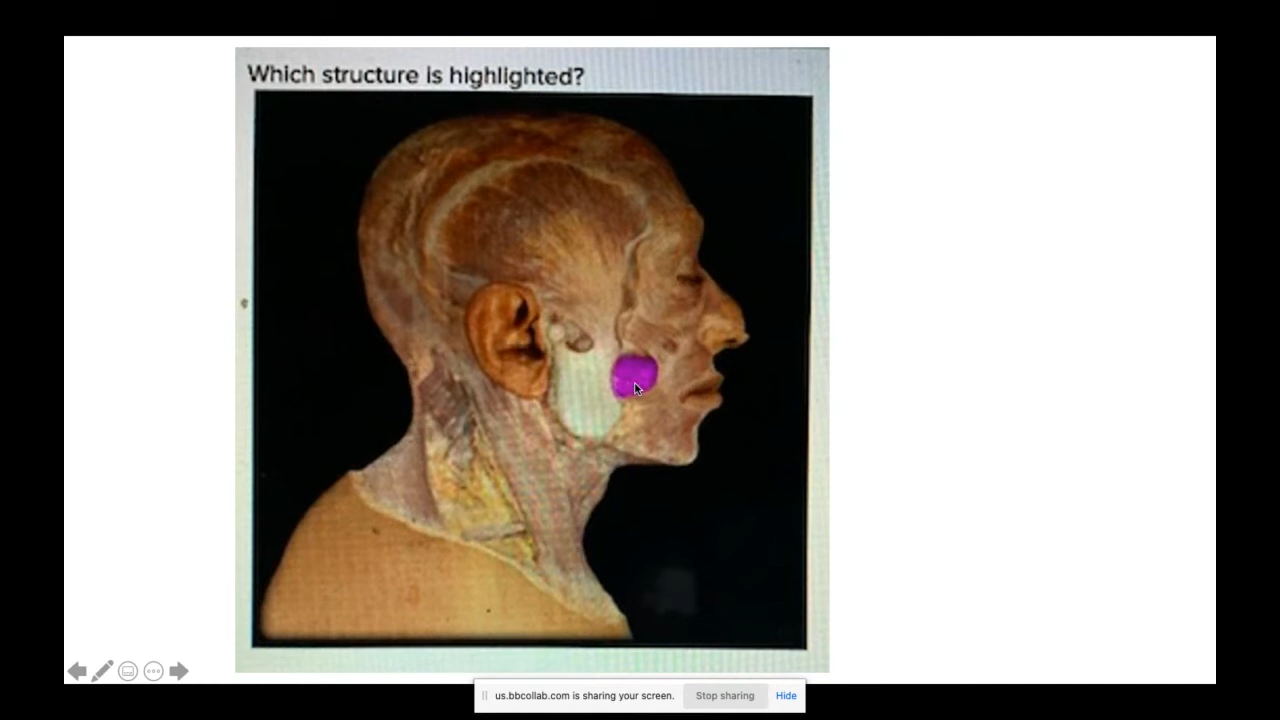 Which structure is highlighted?
us.bbcollab.com is sharing your screen. Stop sharing Hide